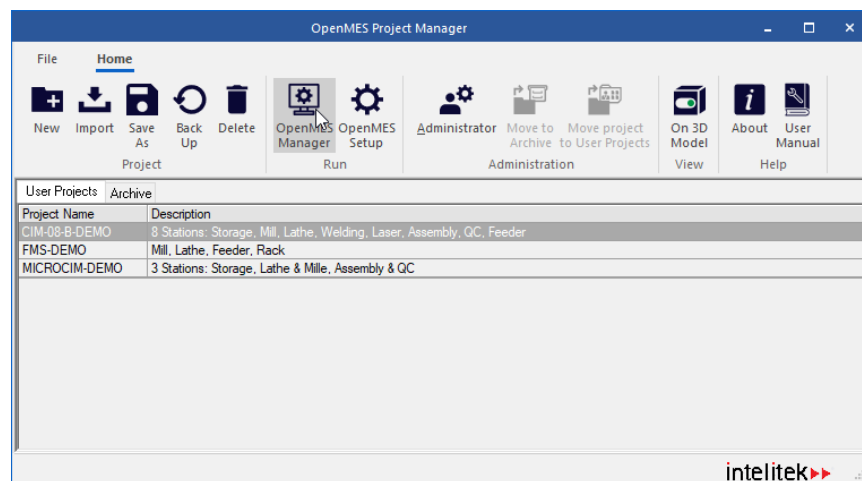 OpenMES Project Manager
File Home
New Import Save As Back Up Delete OpenMES Manager OpenMES Setup Administrator Move to Archive Move project to User Projects On 3D Model About User Manual
Project Run Administration View Help
User Projects Archive
Project Name Description
CIM-08-B-DEMO 8 Stations: Storage, Mill, Lathe, Welding, Laser, Assembly, QC, Feeder
FMS-DEMO Mill, Lathe, Feeder, Rack
MICROCIM-DEMO 3 Stations: Storage, Lathe & Mille, Assembly & QC
intelitek